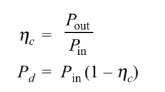 η_c = P_out / P_in
P_d = P_in (1 − η_c)